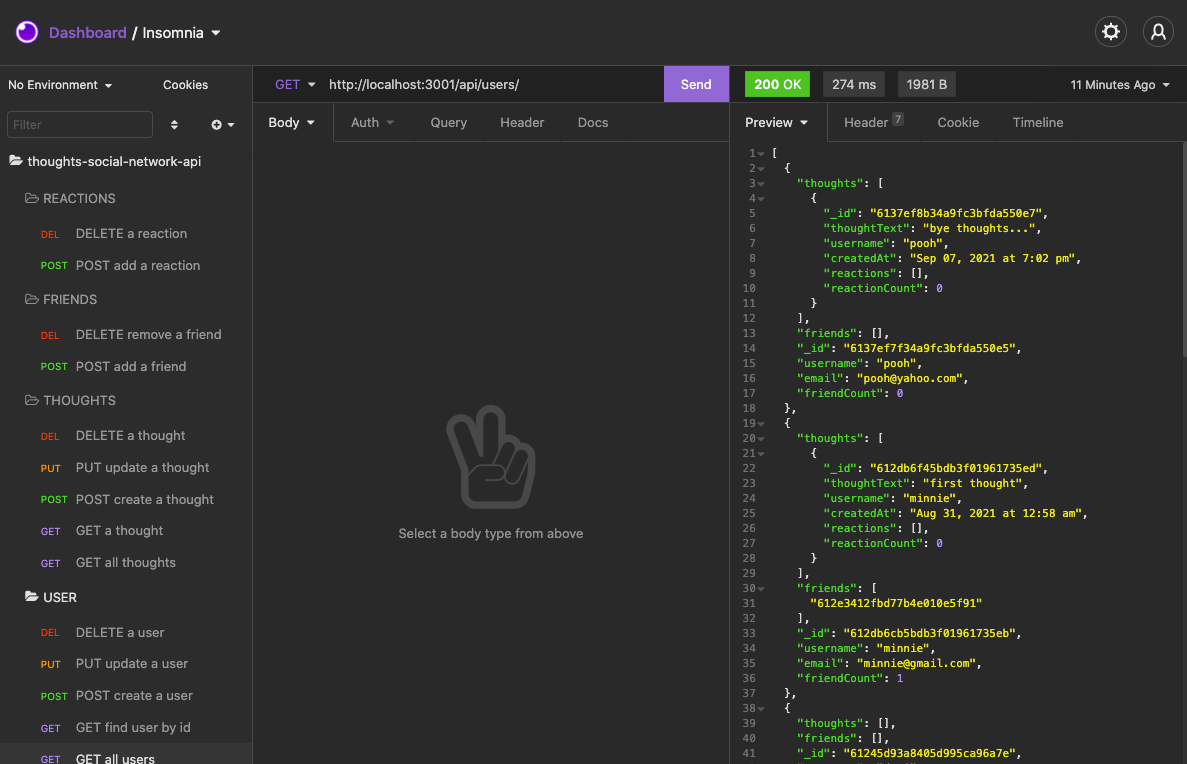 Dashboard / Insomnia
No Environment
Cookies
Filter
thoughts-social-network-api
REACTIONS
DEL DELETE a reaction
POST POST add a reaction
FRIENDS
DEL DELETE remove a friend
POST POST add a friend
THOUGHTS
DEL DELETE a thought
PUT PUT update a thought
POST POST create a thought
GET GET a thought
GET GET all thoughts
USER
DEL DELETE a user
PUT PUT update a user
POST POST create a user
GET GET find user by id
GET GET all users
GET http://localhost:3001/api/users/ Send
Body Auth Query Header Docs
Select a body type from above
200 OK 274 ms 1981 B 11 Minutes Ago
Preview Header 7 Cookie Timeline
1 [
2 {
3 "thoughts": [
4 {
5 "_id": "6137ef8b34a9fc3bfda550e7",
6 "thoughtText": "bye thoughts...",
7 "username": "pooh",
8 "createdAt": "Sep 07, 2021 at 7:02 pm",
9 "reactions": [],
10 "reactionCount": 0
11 }
12 ],
13 "friends": [],
14 "_id": "6137ef7f34a9fc3bfda550e5",
15 "username": "pooh",
16 "email": "pooh@yahoo.com",
17 "friendCount": 0
18 },
19 {
20 "thoughts": [
21 {
22 "_id": "612db6f45bdb3f01961735ed",
23 "thoughtText": "first thought",
24 "username": "minnie",
25 "createdAt": "Aug 31, 2021 at 12:58 am",
26 "reactions": [],
27 "reactionCount": 0
28 }
29 ],
30 "friends": [
31 "612e3412fbd77b4e010e5f91"
32 ],
33 "_id": "612db6cb5bdb3f01961735eb",
34 "username": "minnie",
35 "email": "minnie@gmail.com",
36 "friendCount": 1
37 },
38 {
39 "thoughts": [],
40 "friends": [],
41 "_id": "61245d93a8405d995ca96a7e",